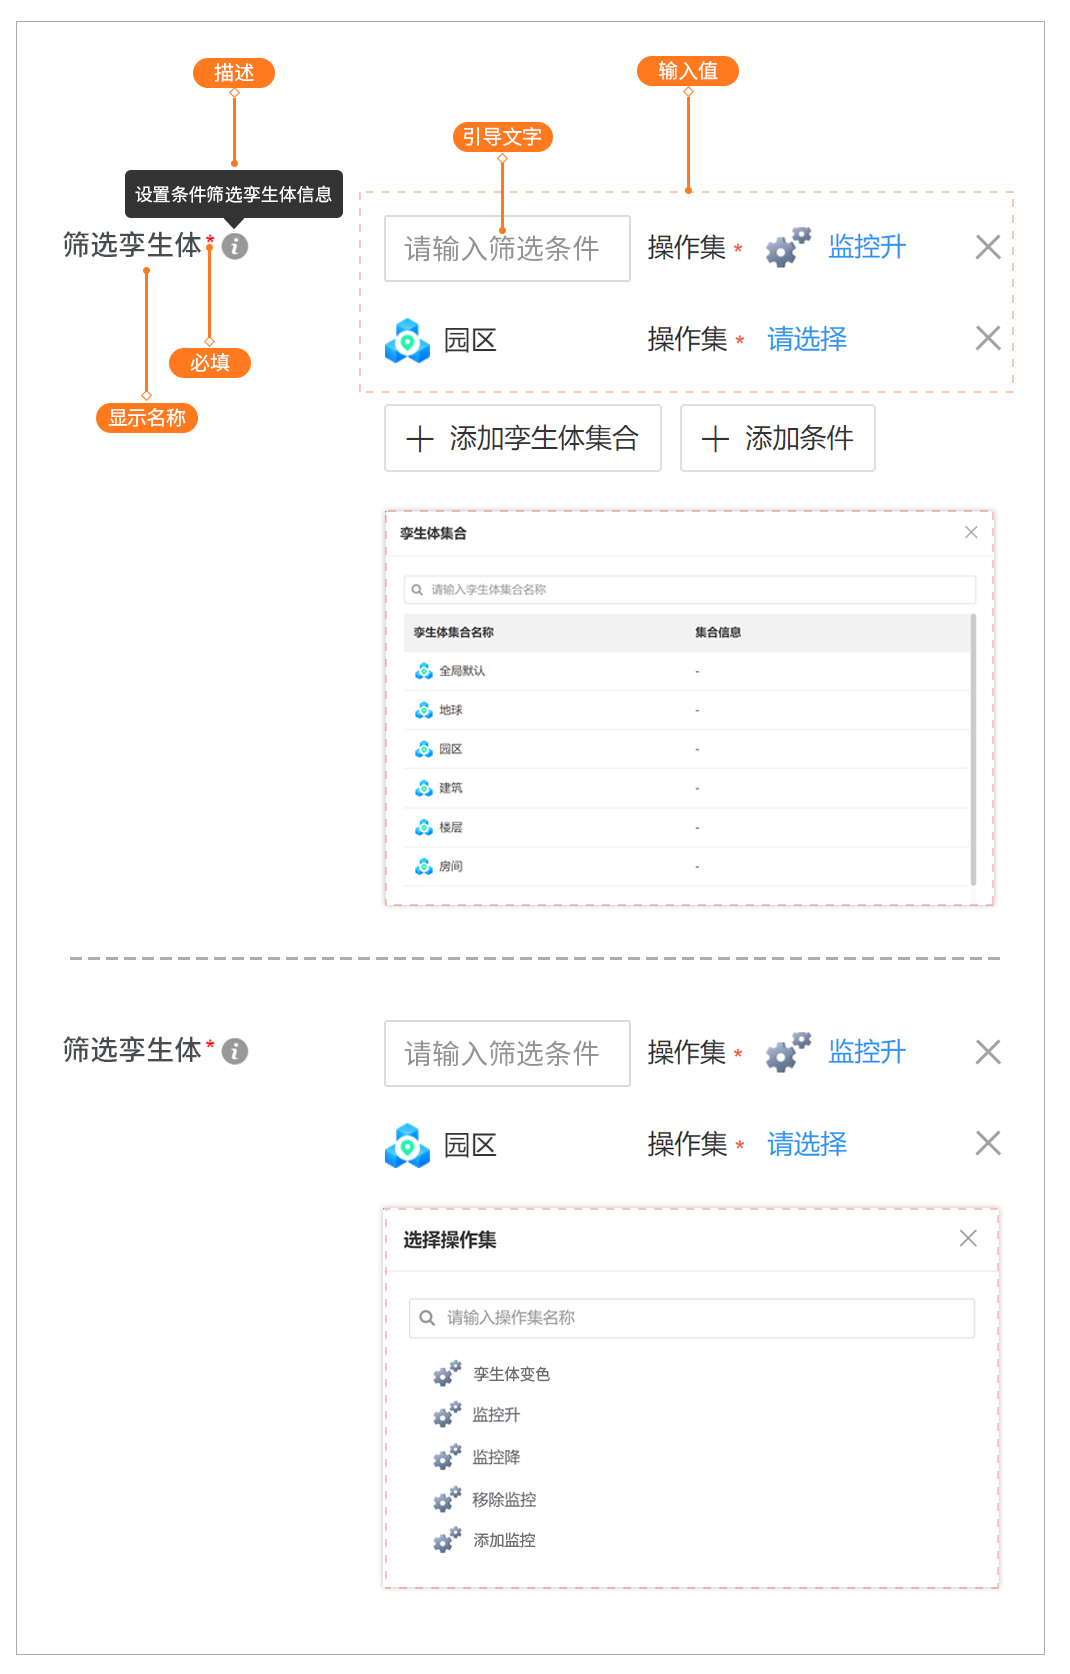 描述
输入值
引导文字
设置条件筛选孪生体信息
筛选孪生体 *
请输入筛选条件
操作集 *
监控升
必填
显示名称
园区
操作集 *
请选择
添加孪生体集合
添加条件
孪生体集合
请输入孪生体集合名称
孪生体集合名称
集合信息
全局默认 -
地球 -
园区 -
建筑 -
楼层 -
房间 -
筛选孪生体 *
请输入筛选条件
操作集 *
监控升
园区
操作集 *
请选择
选择操作集
请输入操作集名称
孪生体变色
监控升
监控降
移除监控
添加监控